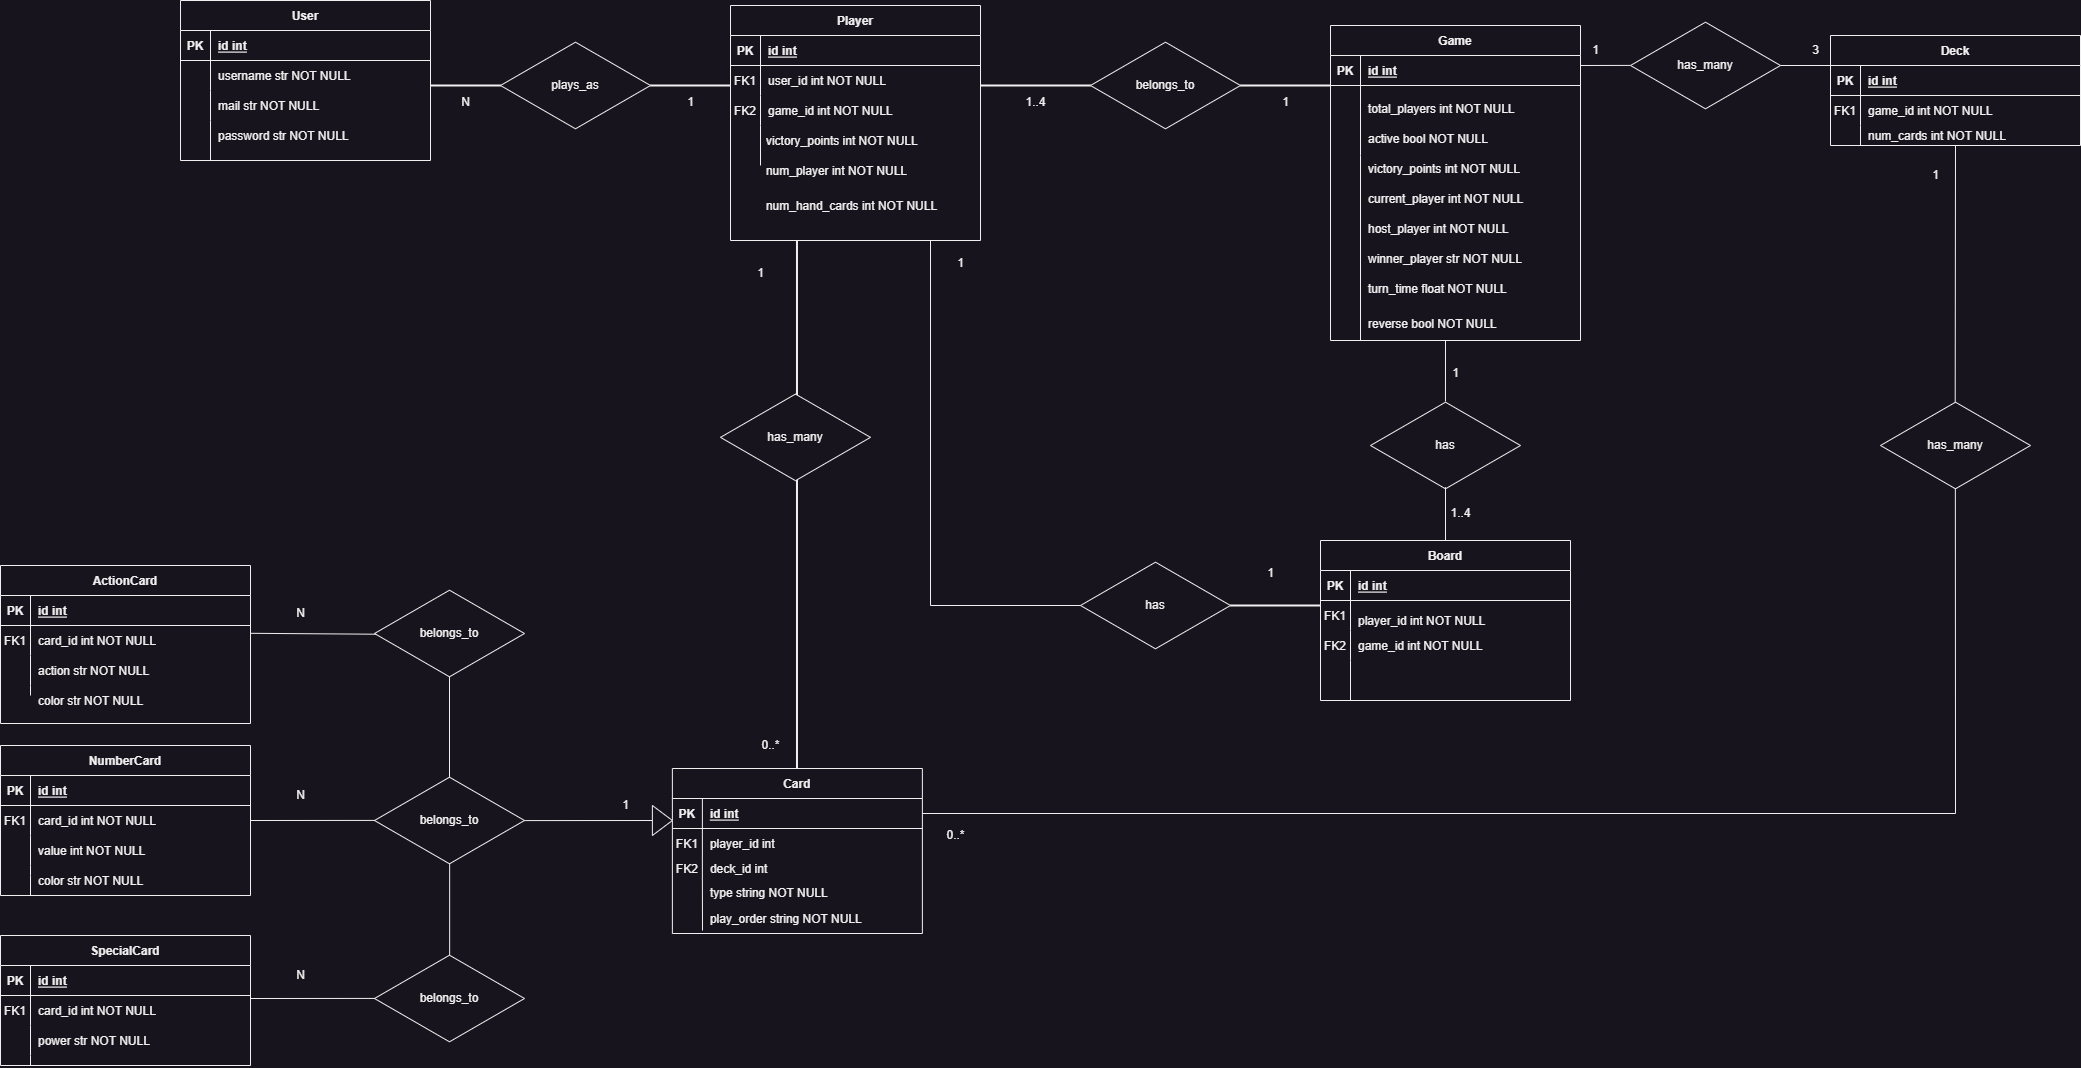 User
PK id int
username str NOT NULL
mail str NOT NULL
password str NOT NULL
N
plays_as
1
Player
PK id int
FK1 user_id int NOT NULL
FK2 game_id int NOT NULL
victory_points int NOT NULL
num_player int NOT NULL
num_hand_cards int NOT NULL
1..4
belongs_to
1
Game
PK id int
total_players int NOT NULL
active bool NOT NULL
victory_points int NOT NULL
current_player int NOT NULL
host_player int NOT NULL
winner_player str NOT NULL
turn_time float NOT NULL
reverse bool NOT NULL
1
has_many
3
Deck
PK id int
FK1 game_id int NOT NULL
num_cards int NOT NULL
1
has_many
0..*
1
has_many
0..*
1
has
1
1
has
1..4
Board
PK id int
FK1 player_id int NOT NULL
FK2 game_id int NOT NULL
ActionCard
PK id int
FK1 card_id int NOT NULL
action str NOT NULL
color str NOT NULL
N
belongs_to
NumberCard
PK id int
FK1 card_id int NOT NULL
value int NOT NULL
color str NOT NULL
N
belongs_to
1
Card
PK id int
FK1 player_id int
FK2 deck_id int
type string NOT NULL
play_order string NOT NULL
SpecialCard
PK id int
FK1 card_id int NOT NULL
power str NOT NULL
N
belongs_to